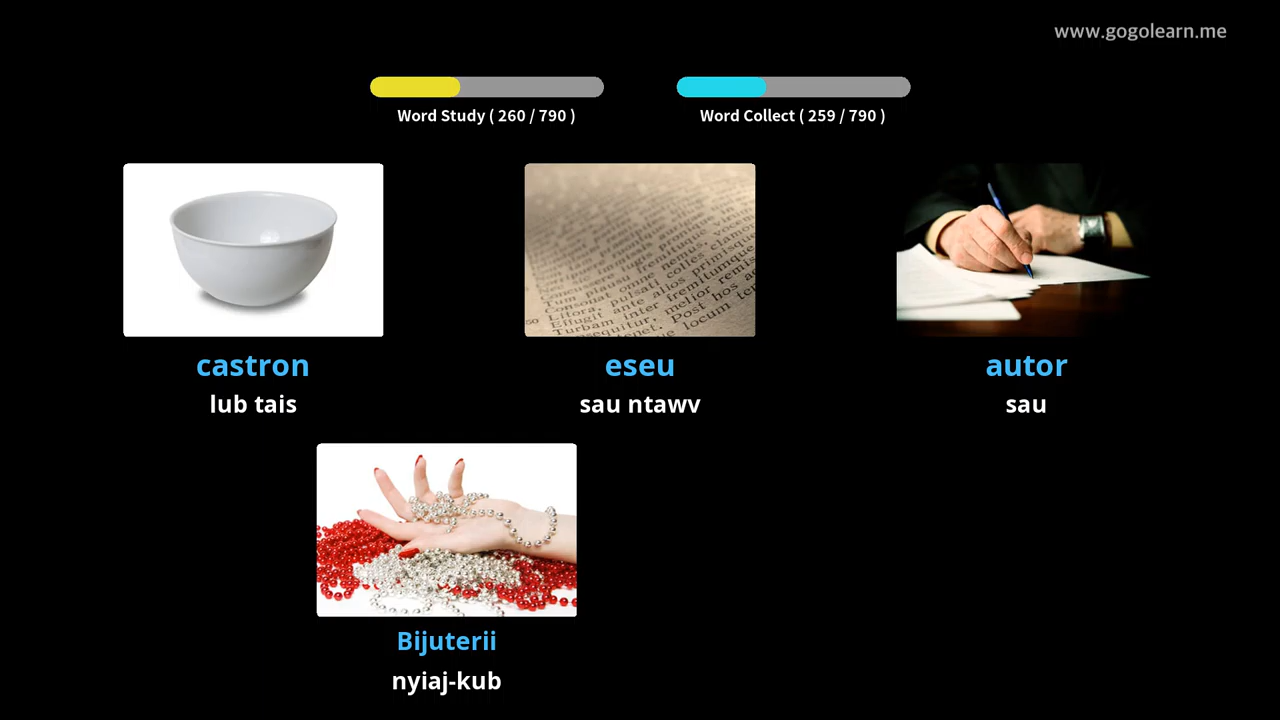 www.gogolearn.me
Word Study ( 260 / 790 )
Word Collect ( 259 / 790 )
castron
lub tais
eseu
sau ntawv
autor
sau
Bijuterii
nyiaj-kub